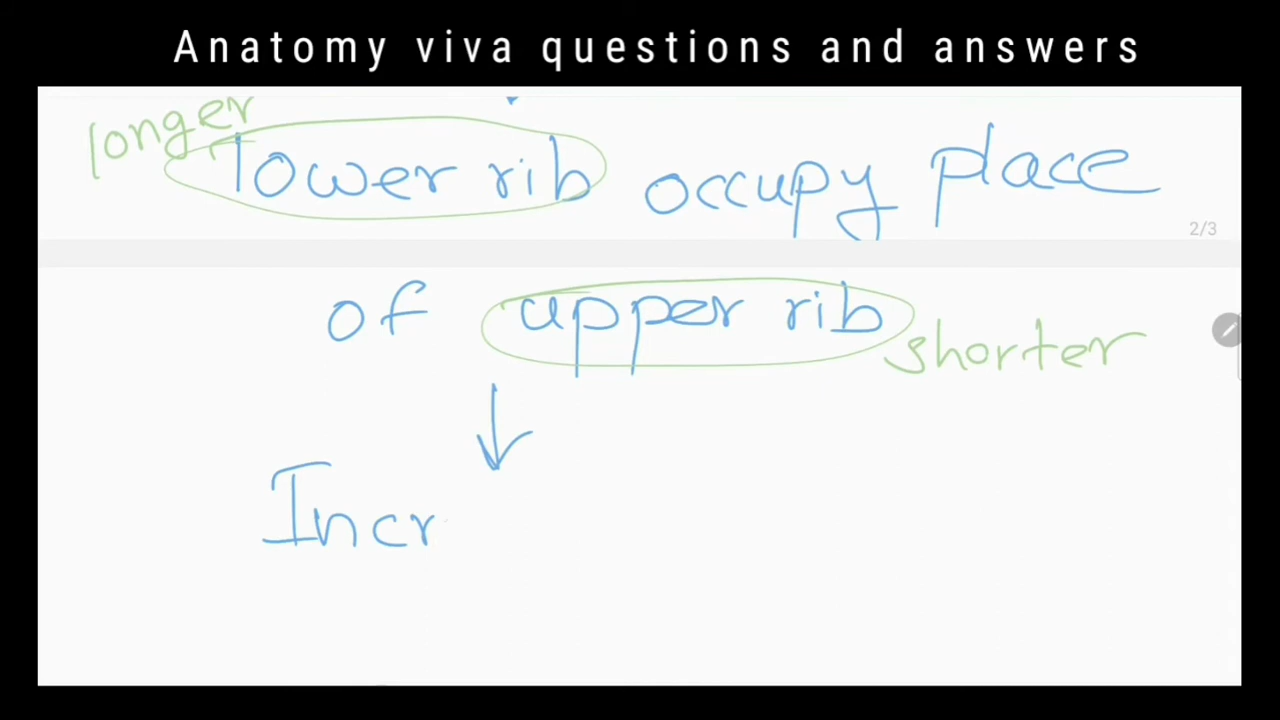 Anatomy viva questions and answers
longer
lower rib occupy place
2/3
of upper rib
shorter
Incr